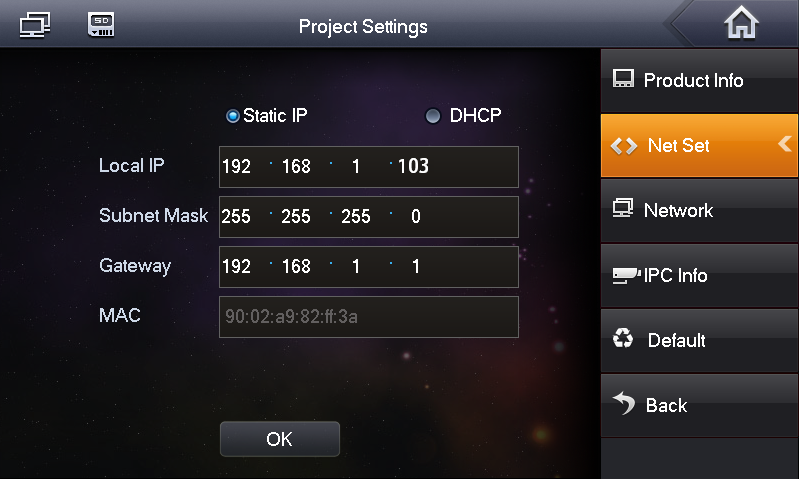 SD
Project Settings
Static IP
DHCP
Local IP
192 . 168 . 1 . 103
Subnet Mask
255 . 255 . 255 . 0
Gateway
192 . 168 . 1 . 1
MAC
90:02:a9:82:ff:3a
OK
Product Info
Net Set
Network
IPC Info
Default
Back